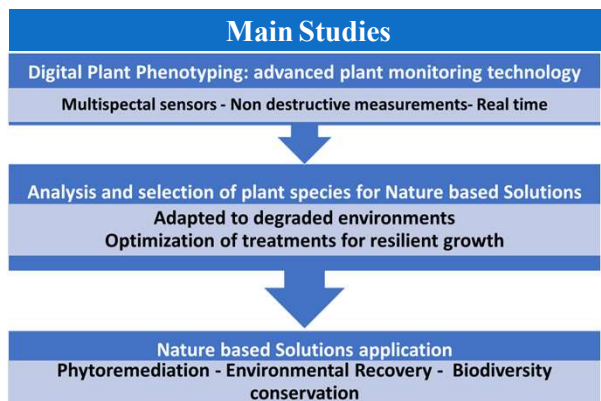 Main Studies
Digital Plant Phenotyping: advanced plant monitoring technology
Multispectal sensors - Non destructive measurements- Real time
Analysis and selection of plant species for Nature based Solutions
Adapted to degraded environments
Optimization of treatments for resilient growth
Nature based Solutions application
Phytoremediation - Environmental Recovery - Biodiversity
conservation